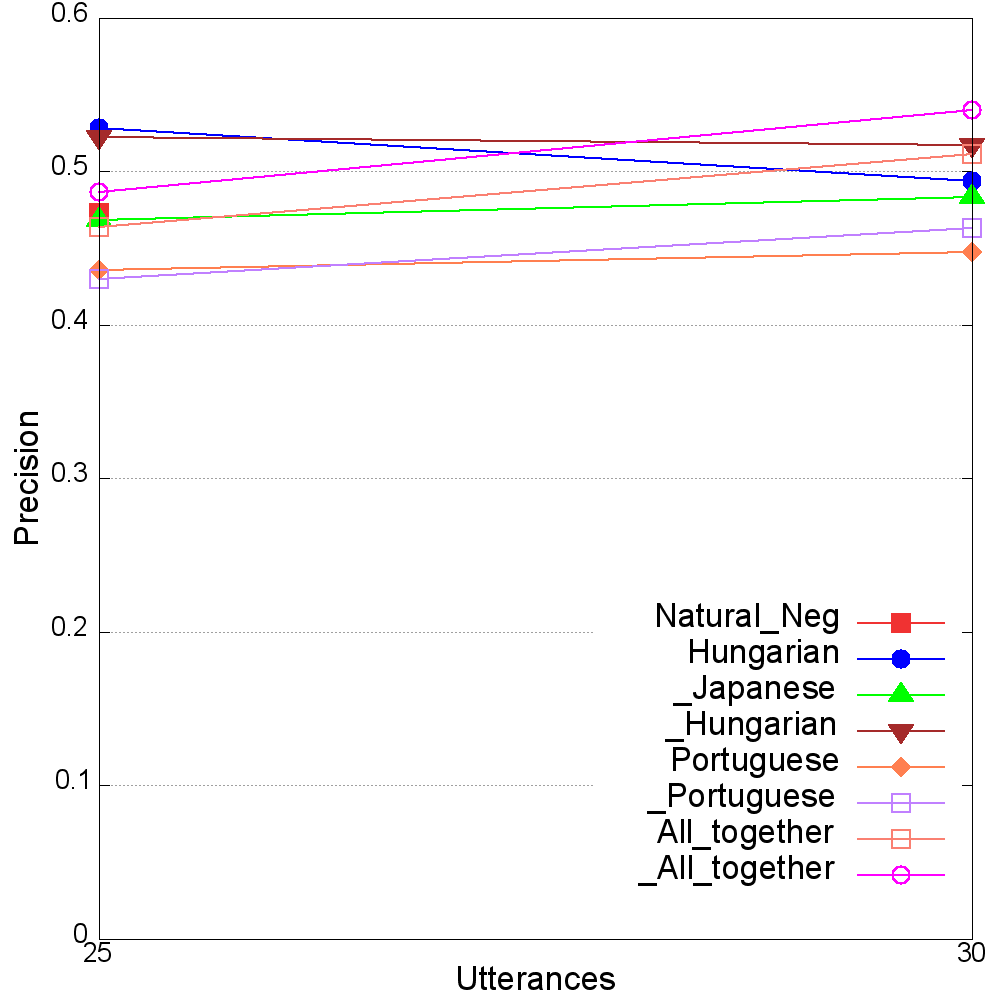 0.6
0.5
0.4
0.3
0.2
0.1
0
25
30
Precision
Utterances
Natural_Neg
Hungarian
_Japanese
_Hungarian
Portuguese
_Portuguese
All_together
_All_together